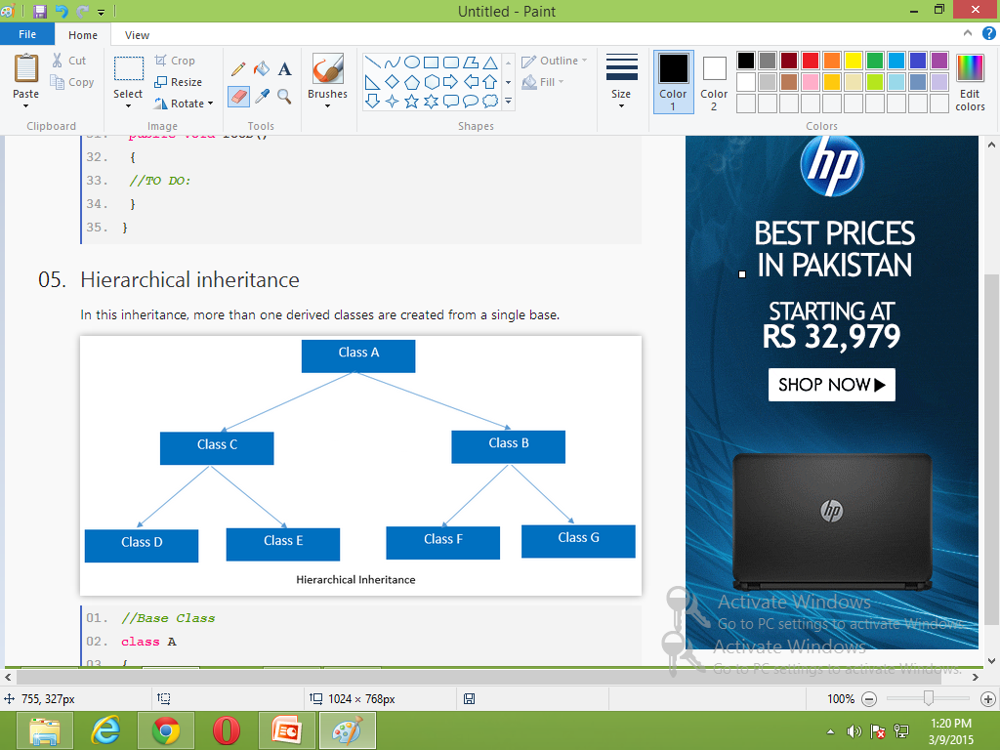 Untitled - Paint
File
Home
View
Paste
Cut
Copy
Clipboard
Select
Crop
Resize
Rotate
Image
A
Tools
Brushes
Shapes
Outline
Fill
Size
Color
1
Color
2
Edit
colors
Colors
32. {
33. //TO DO:
34. }
35. }
05. Hierarchical inheritance
In this inheritance, more than one derived classes are created from a single base.
Class A
Class C
Class B
Class D
Class E
Class F
Class G
Hierarchical Inheritance
01. //Base Class
02. class A
03. {
hp
BEST PRICES
IN PAKISTAN
STARTING AT
RS 32,979
SHOP NOW
hp
Activate Windows
Go to PC settings to activate Windows.
Activate Windows
Go to PC settings to activate Windows.
755, 327px
1024 × 768px
100%
1:20 PM
3/9/2015